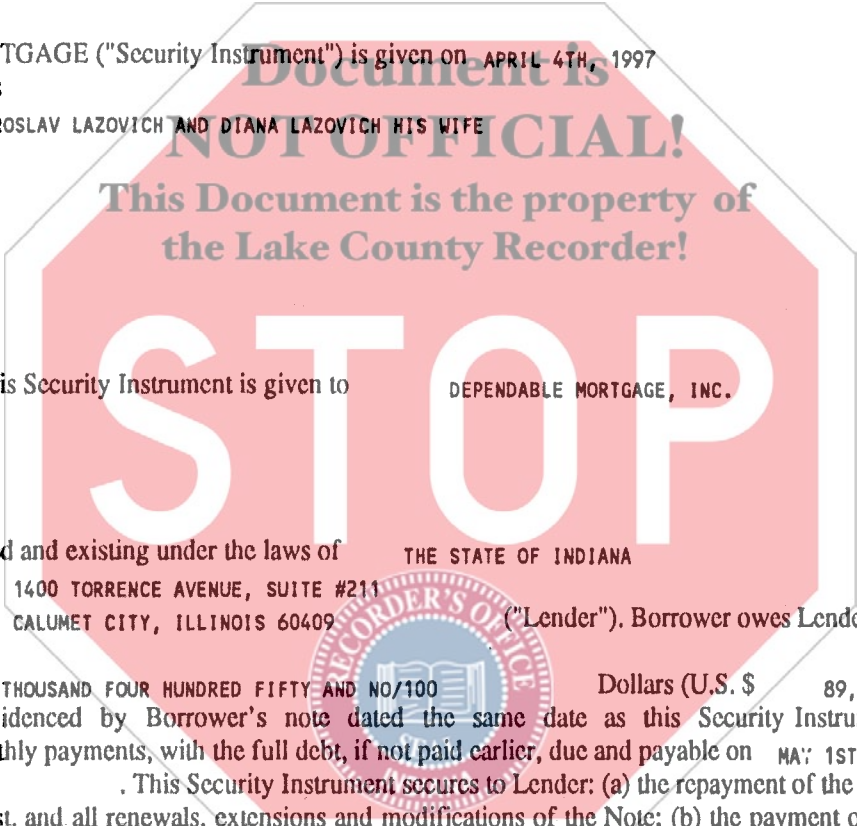 TGAGE ("Security Instrument") is given on APRIL 4TH, 1997
Document is
OSLAV LAZOVICH AND DIANA LAZOVICH HIS WIFE
NOT OFFICIAL!
This Document is the property of
the Lake County Recorder!
STOP
is Security Instrument is given to DEPENDABLE MORTGAGE, INC.
d and existing under the laws of THE STATE OF INDIANA
1400 TORRENCE AVENUE, SUITE #211
CALUMET CITY, ILLINOIS 60409 ("Lender"). Borrower owes Lende
RECORDER'S OFFICE
THOUSAND FOUR HUNDRED FIFTY AND NO/100 Dollars (U.S. $ 89,
idenced by Borrower's note dated the same date as this Security Instru
thly payments, with the full debt, if not paid earlier, due and payable on MAY 1ST
. This Security Instrument secures to Lender: (a) the repayment of the
st, and all renewals, extensions and modifications of the Note; (b) the payment o